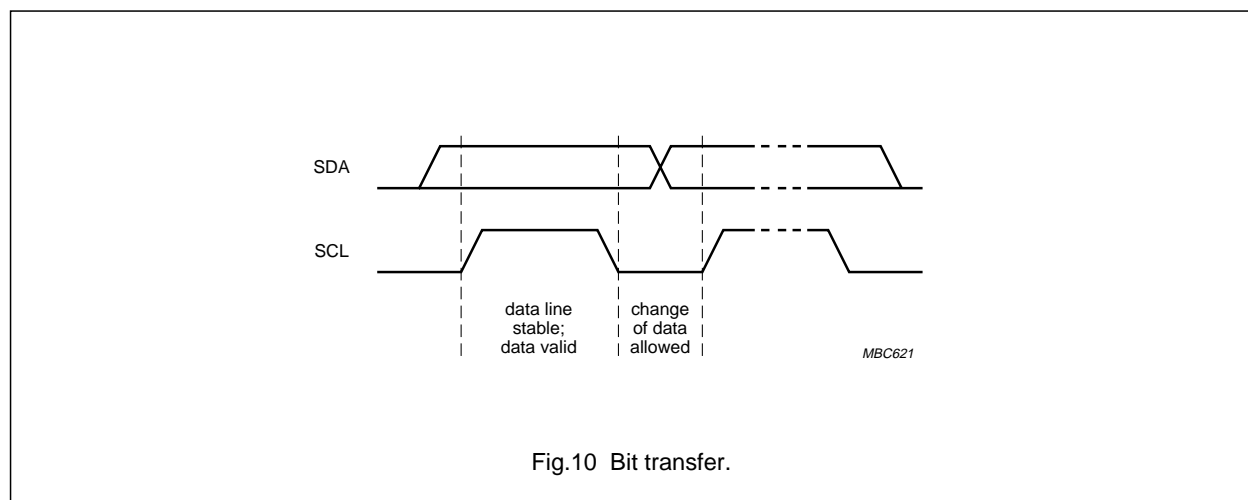 SDA
SCL
data line
stable;
data valid
change
of data
allowed
MBC621
Fig.10 Bit transfer.